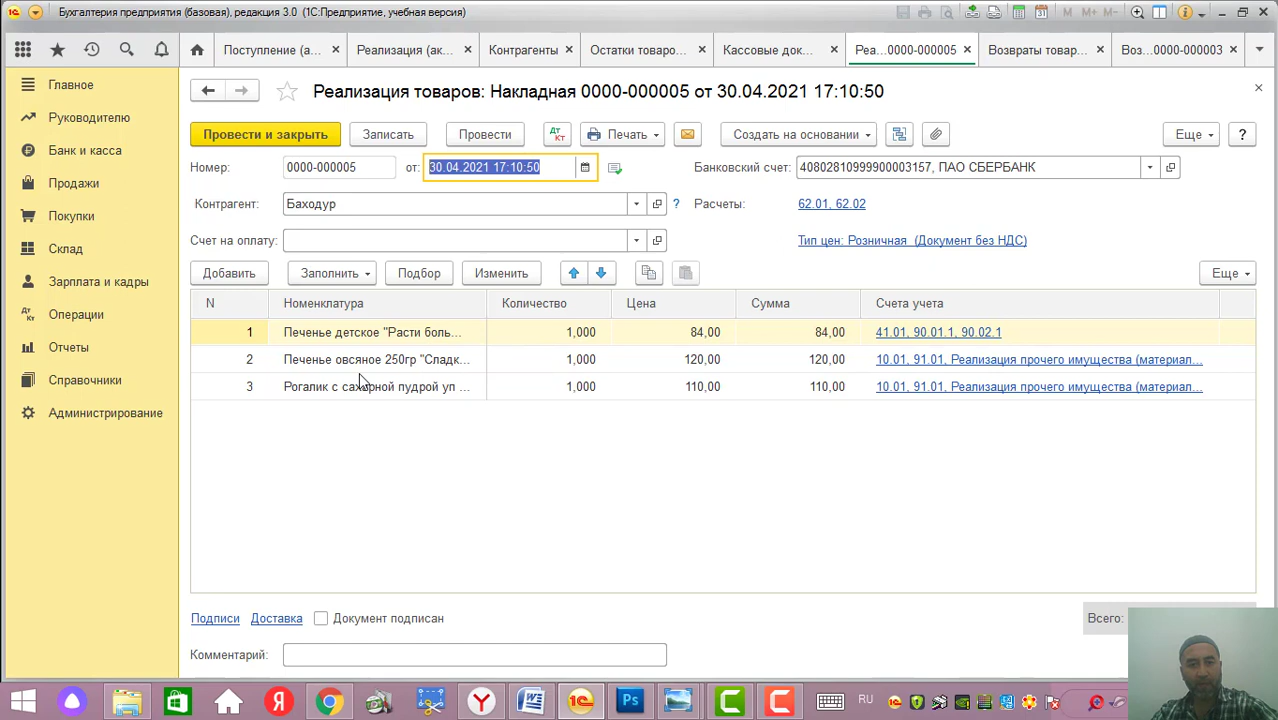 Бухгалтерия предприятия (базовая), редакция 3.0 (1С:Предприятие, учебная версия)
M M+ M-
Поступление (а... Реализация (ак... Контрагенты Остатки товаро... Кассовые док... Реа...0000-000005 Возвраты товар... Воз...0000-000003
Главное
Руководителю
Банк и касса
Продажи
Покупки
Склад
Зарплата и кадры
Операции
Отчеты
Справочники
Администрирование
Реализация товаров: Накладная 0000-000005 от 30.04.2021 17:10:50
Провести и закрыть Записать Провести Дт Кт Печать Создать на основании Еще ?
Номер: 0000-000005 от: 30.04.2021 17:10:50 Банковский счет: 40802810999900003157, ПАО СБЕРБАНК
Контрагент: Баходур ? Расчеты: 62.01, 62.02
Счет на оплату: Тип цен: Розничная (Документ без НДС)
Добавить Заполнить Подбор Изменить Еще
N Номенклатура Количество Цена Сумма Счета учета
1 Печенье детское "Расти боль... 1,000 84,00 84,00 41.01, 90.01.1, 90.02.1
2 Печенье овсяное 250гр "Сладк... 1,000 120,00 120,00 10.01, 91.01, Реализация прочего имущества (материал...
3 Рогалик с сахарной пудрой уп ... 1,000 110,00 110,00 10.01, 91.01, Реализация прочего имущества (материал...
Подписи Доставка Документ подписан Всего:
Комментарий:
RU